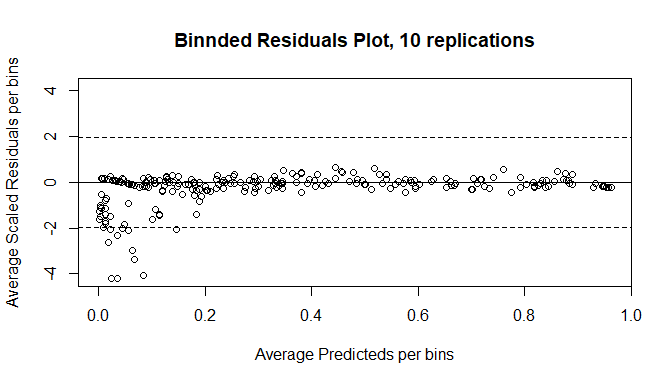 Binnded Residuals Plot, 10 replications
Average Scaled Residuals per bins
4
2
0
-2
-4
0.0 0.2 0.4 0.6 0.8 1.0
Average Predicteds per bins